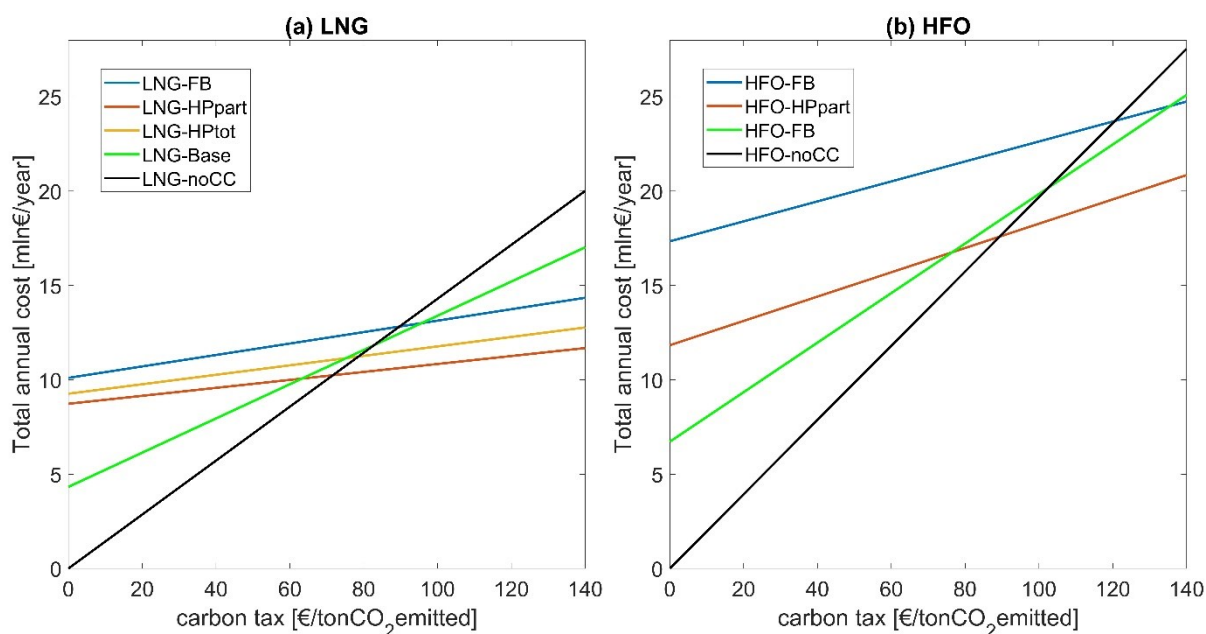 (a) LNG
Total annual cost [mln€/year]
25
20
15
10
5
0
LNG-FB
LNG-HPpart
LNG-HPtot
LNG-Base
LNG-noCC
0 20 40 60 80 100 120 140
carbon tax [€/tonCO2emitted]
(b) HFO
Total annual cost [mln€/year]
25
20
15
10
5
0
HFO-FB
HFO-HPpart
HFO-FB
HFO-noCC
0 20 40 60 80 100 120 140
carbon tax [€/tonCO2emitted]